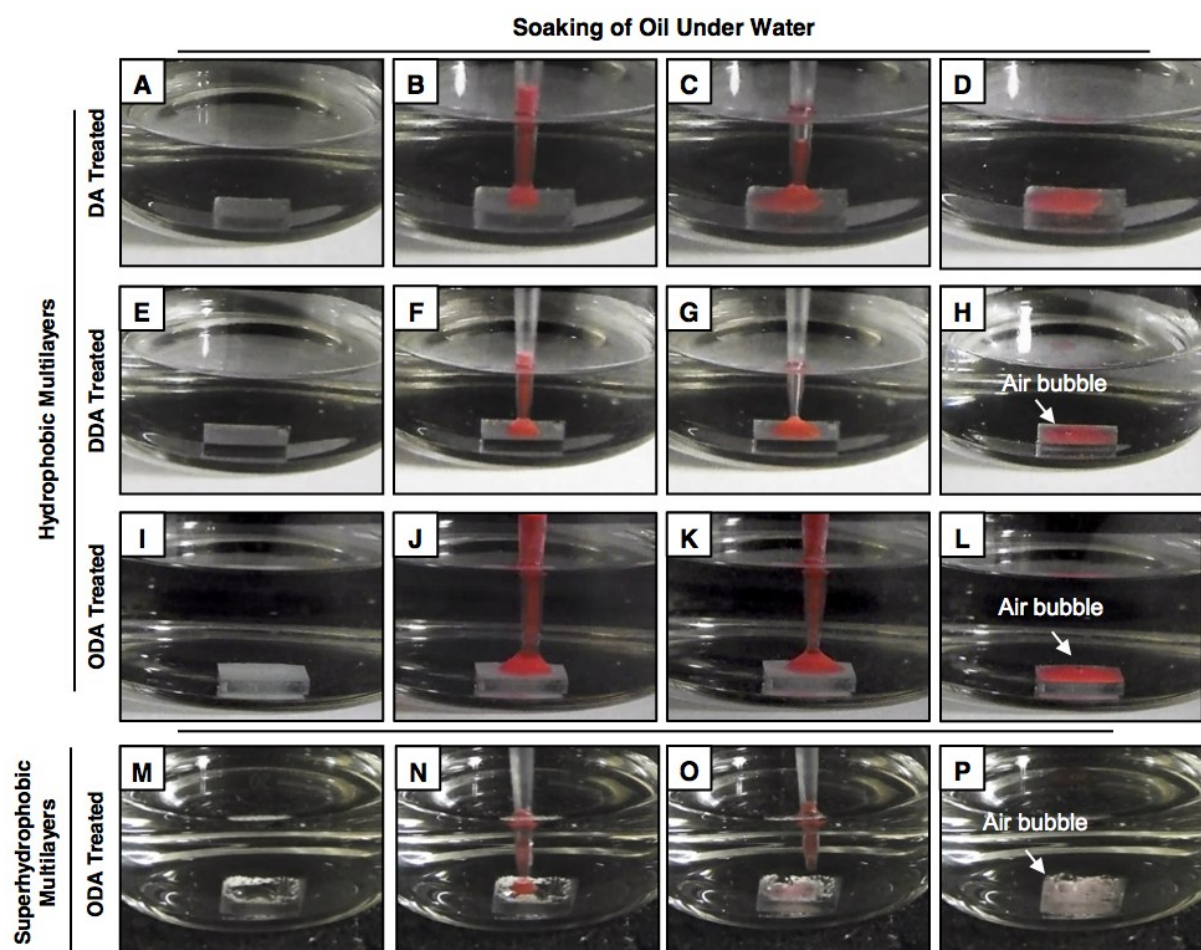 Soaking of Oil Under Water
Hydrophobic Multilayers
DA Treated
A
B
C
D
DDA Treated
E
F
G
H
Air bubble
ODA Treated
I
J
K
L
Air bubble
Superhydrophobic
Multilayers
ODA Treated
M
N
O
P
Air bubble